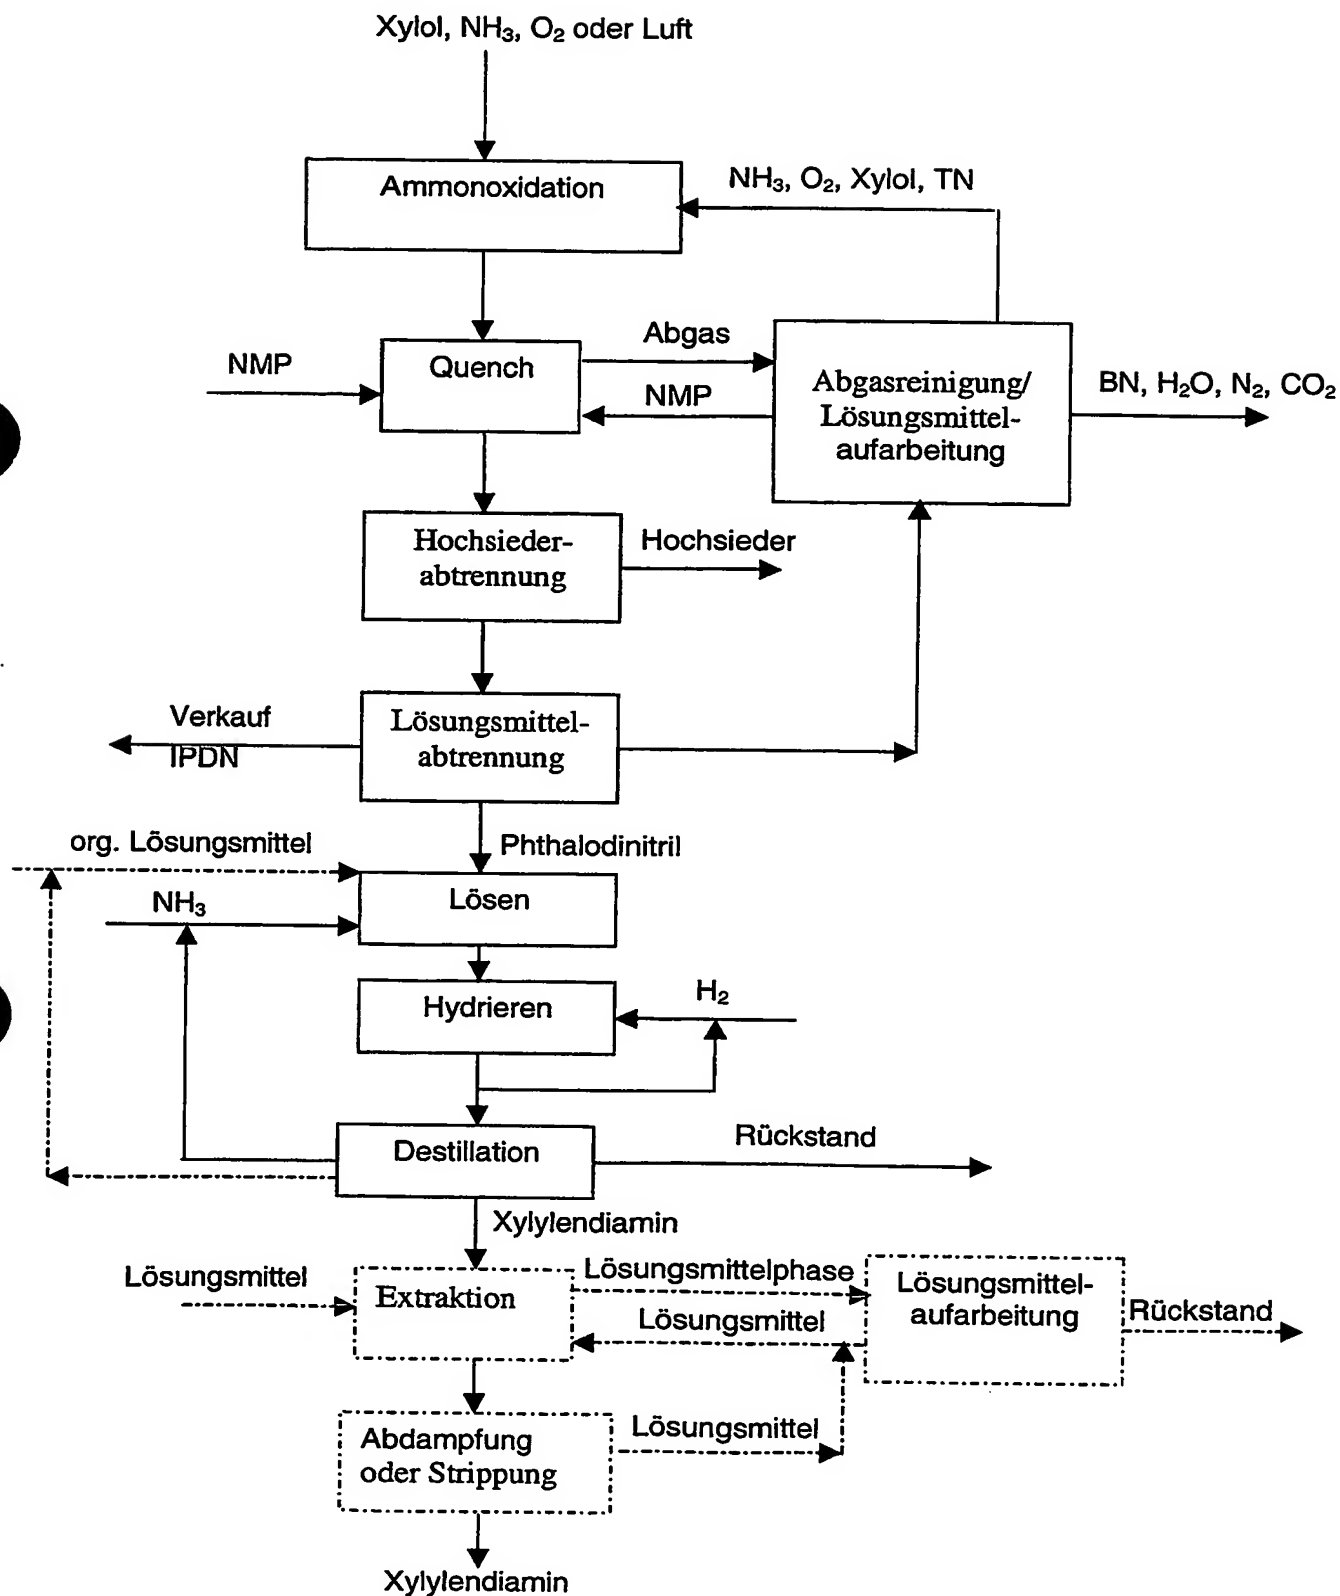 Xylol, NH₃, O₂ oder Luft
Ammonoxidation
NH₃, O₂, Xylol, TN
NMP
Quench
Abgas
NMP
Abgasreinigung/
Lösungsmittel-
aufarbeitung
BN, H₂O, N₂, CO₂
Hochsieder-
abtrennung
Hochsieder
Verkauf
IPDN
Lösungsmittel-
abtrennung
org. Lösungsmittel
Phthalodinitril
NH₃
Lösen
Hydrieren
H₂
Destillation
Rückstand
Xylylendiamin
Lösungsmittel
Extraktion
Lösungsmittelphase
Lösungsmittel
Lösungsmittel-
aufarbeitung
Rückstand
Abdampfung
oder Strippung
Lösungsmittel
Xylylendiamin